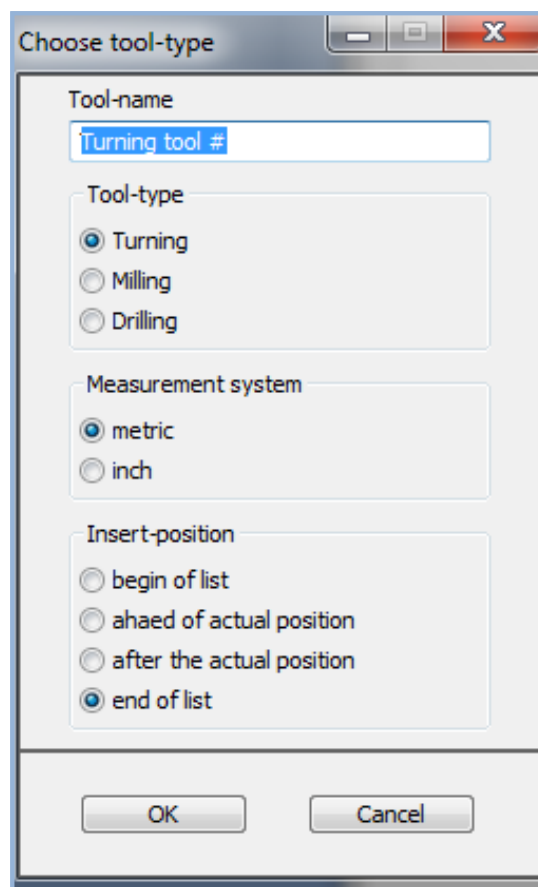 Choose tool-type
Tool-name
Turning tool #
Tool-type
Turning
Milling
Drilling
Measurement system
metric
inch
Insert-position
begin of list
ahaed of actual position
after the actual position
end of list
OK Cancel